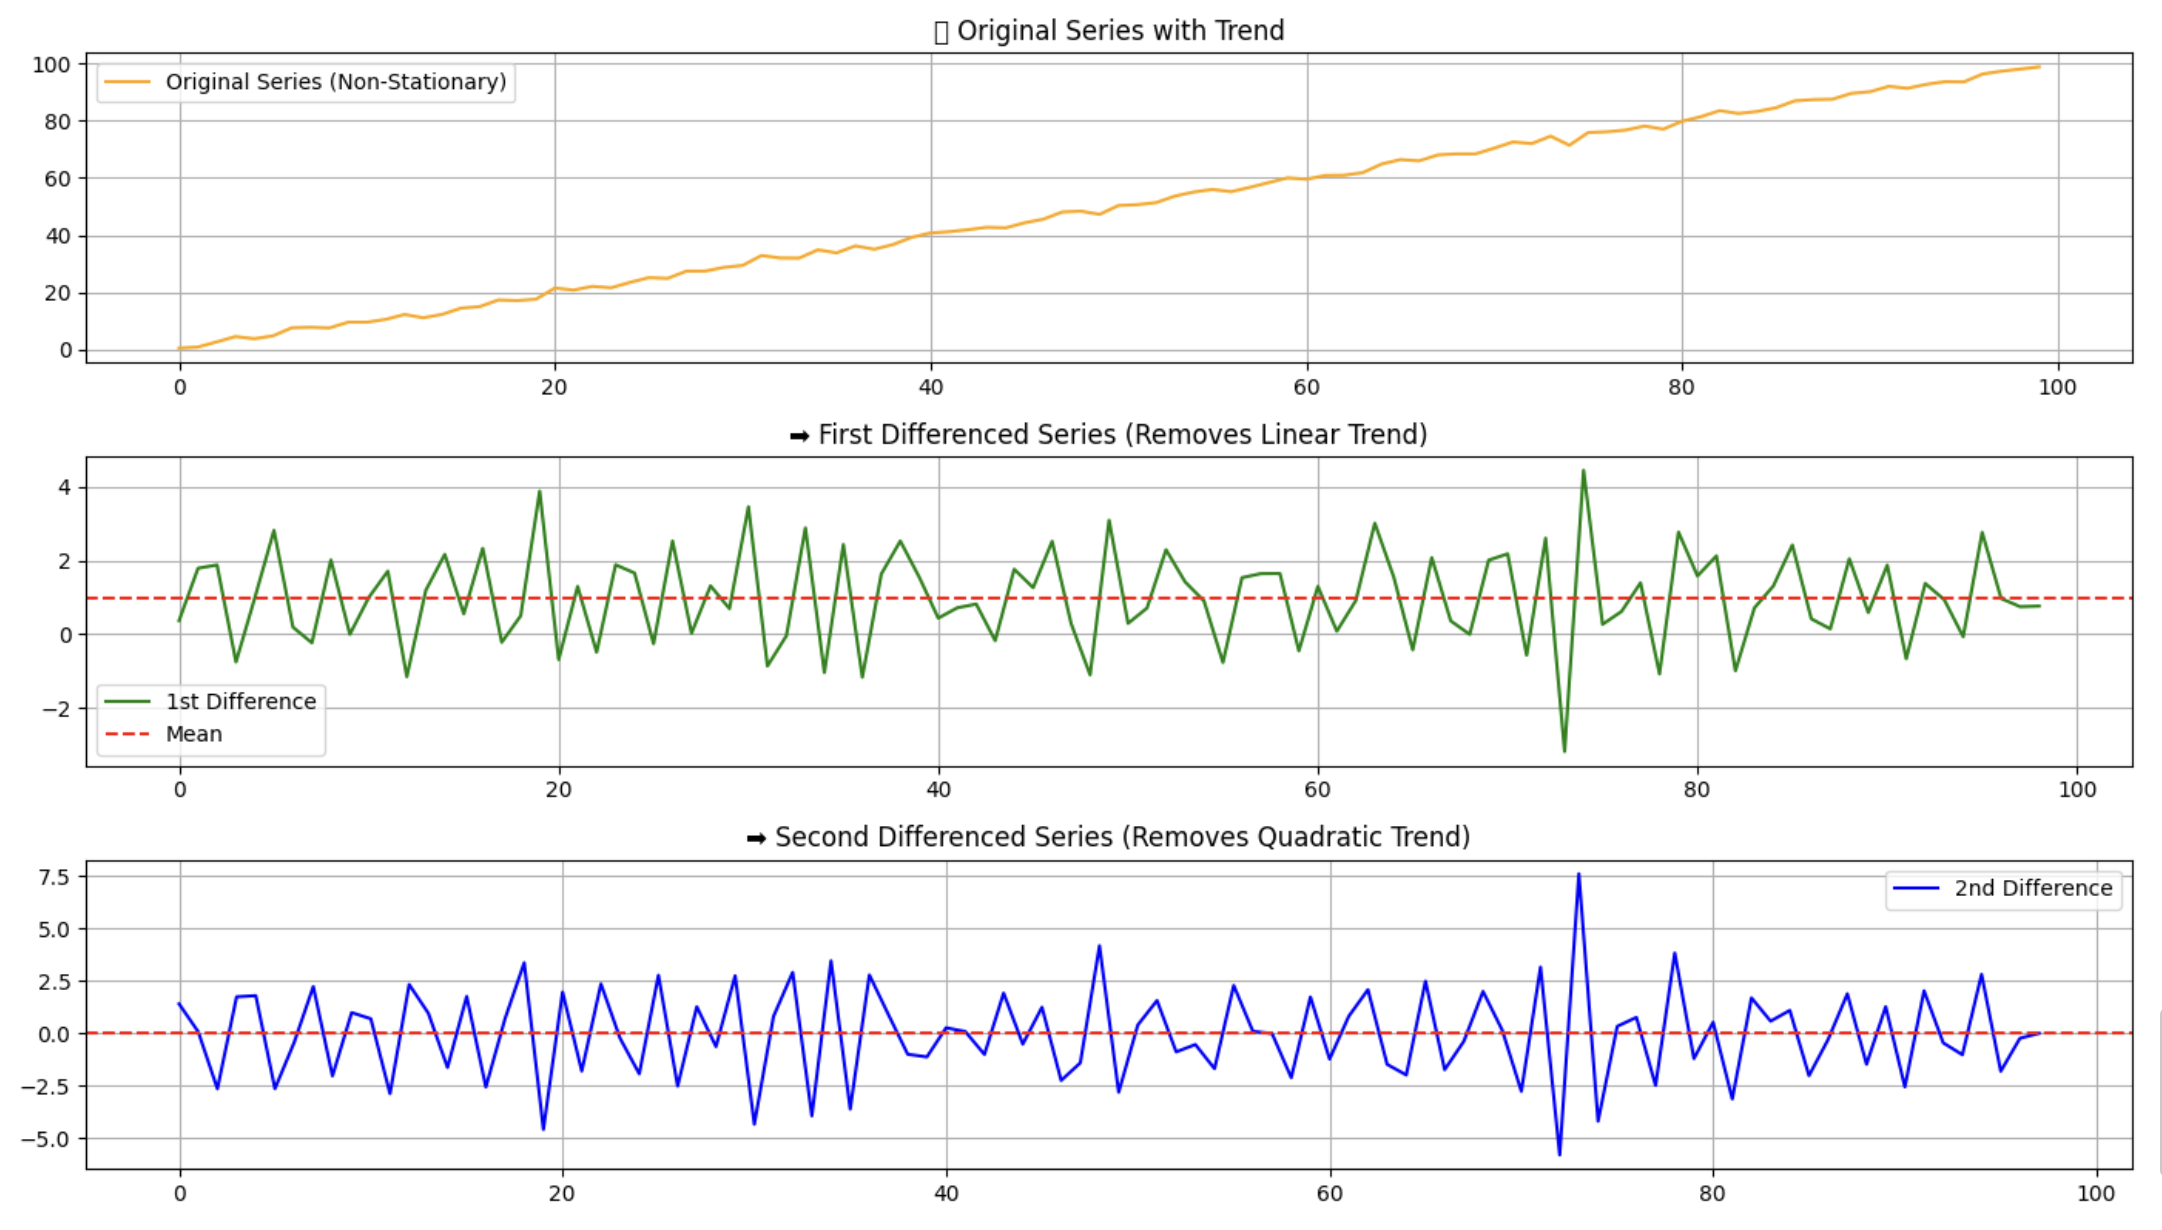 ▯ Original Series with Trend
100
80
60
40
20
0
Original Series (Non-Stationary)
0 20 40 60 80 100
➡ First Differenced Series (Removes Linear Trend)
4
2
0
−2
1st Difference
Mean
0 20 40 60 80 100
➡ Second Differenced Series (Removes Quadratic Trend)
7.5
5.0
2.5
0.0
−2.5
−5.0
2nd Difference
0 20 40 60 80 100